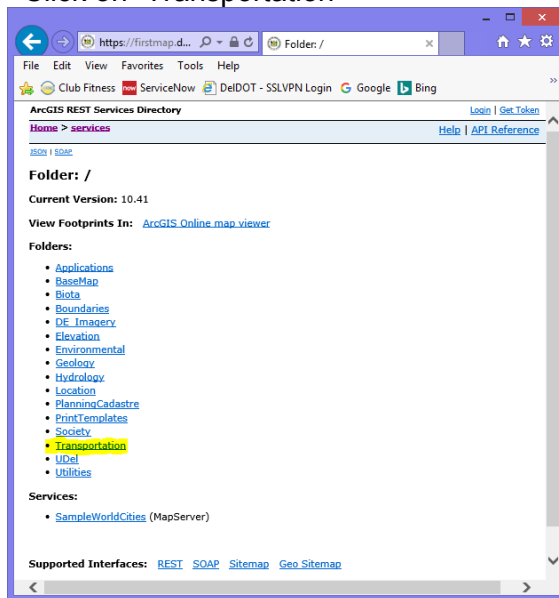 Click on "Transportation"
https://firstmap.d...
Folder: /
File Edit View Favorites Tools Help
Club Fitness ServiceNow DelDOT - SSLVPN Login Google Bing
ArcGIS REST Services Directory Login | Get Token
Home > services Help | API Reference
JSON | SOAP
Folder: /
Current Version: 10.41
View Footprints In: ArcGIS Online map viewer
Folders:
• Applications
• BaseMap
• Biota
• Boundaries
• DE_Imagery
• Elevation
• Environmental
• Geology
• Hydrology
• Location
• PlanningCadastre
• PrintTemplates
• Society
• Transportation
• UDel
• Utilities
Services:
• SampleWorldCities (MapServer)
Supported Interfaces: REST SOAP Sitemap Geo Sitemap